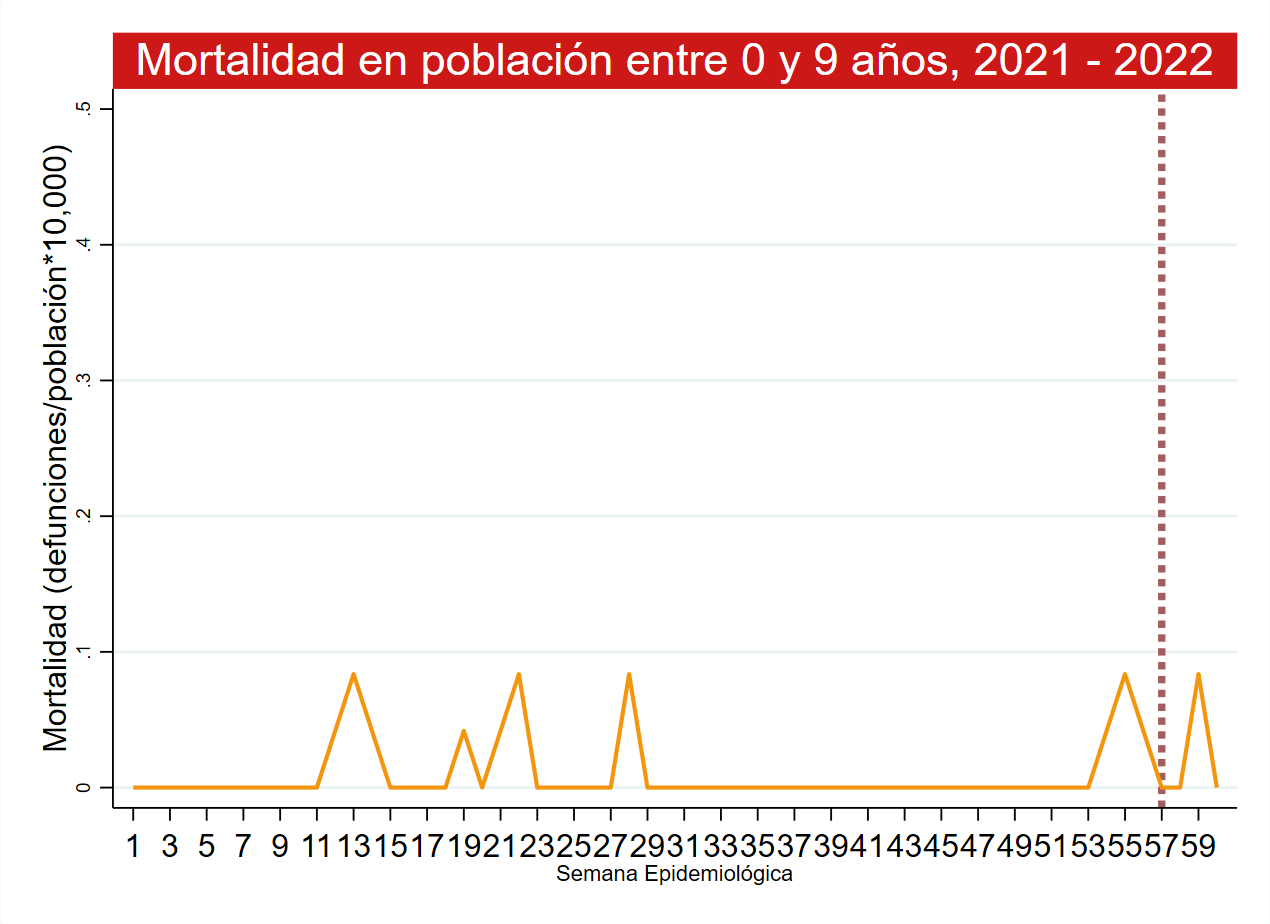 Mortalidad en población entre 0 y 9 años, 2021 - 2022
Mortalidad (defunciones/población*10,000)
.5
.4
.3
.2
.1
0
1 3 5 7 9 11 13 15 17 19 21 23 25 27 29 31 33 35 37 39 41 43 45 47 49 51 53 55 57 59
Semana Epidemiológica